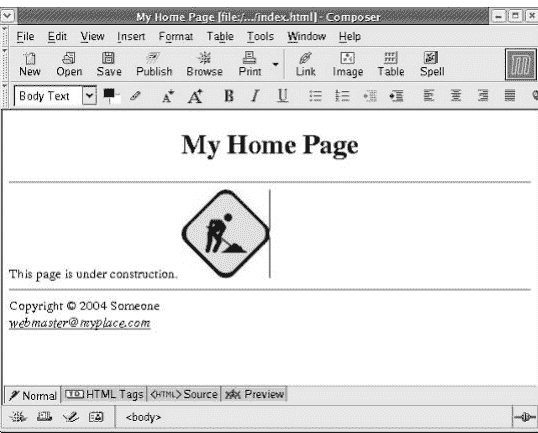 My Home Page [file:/.../index.html] - Composer
File Edit View Insert Format Table Tools Window Help
New Open Save Publish Browse Print Link Image Table Spell
Body Text B I U
My Home Page
This page is under construction.
Copyright © 2004 Someone
webmaster@myplace.com
Normal TD HTML Tags <HTML> Source Preview
<body>